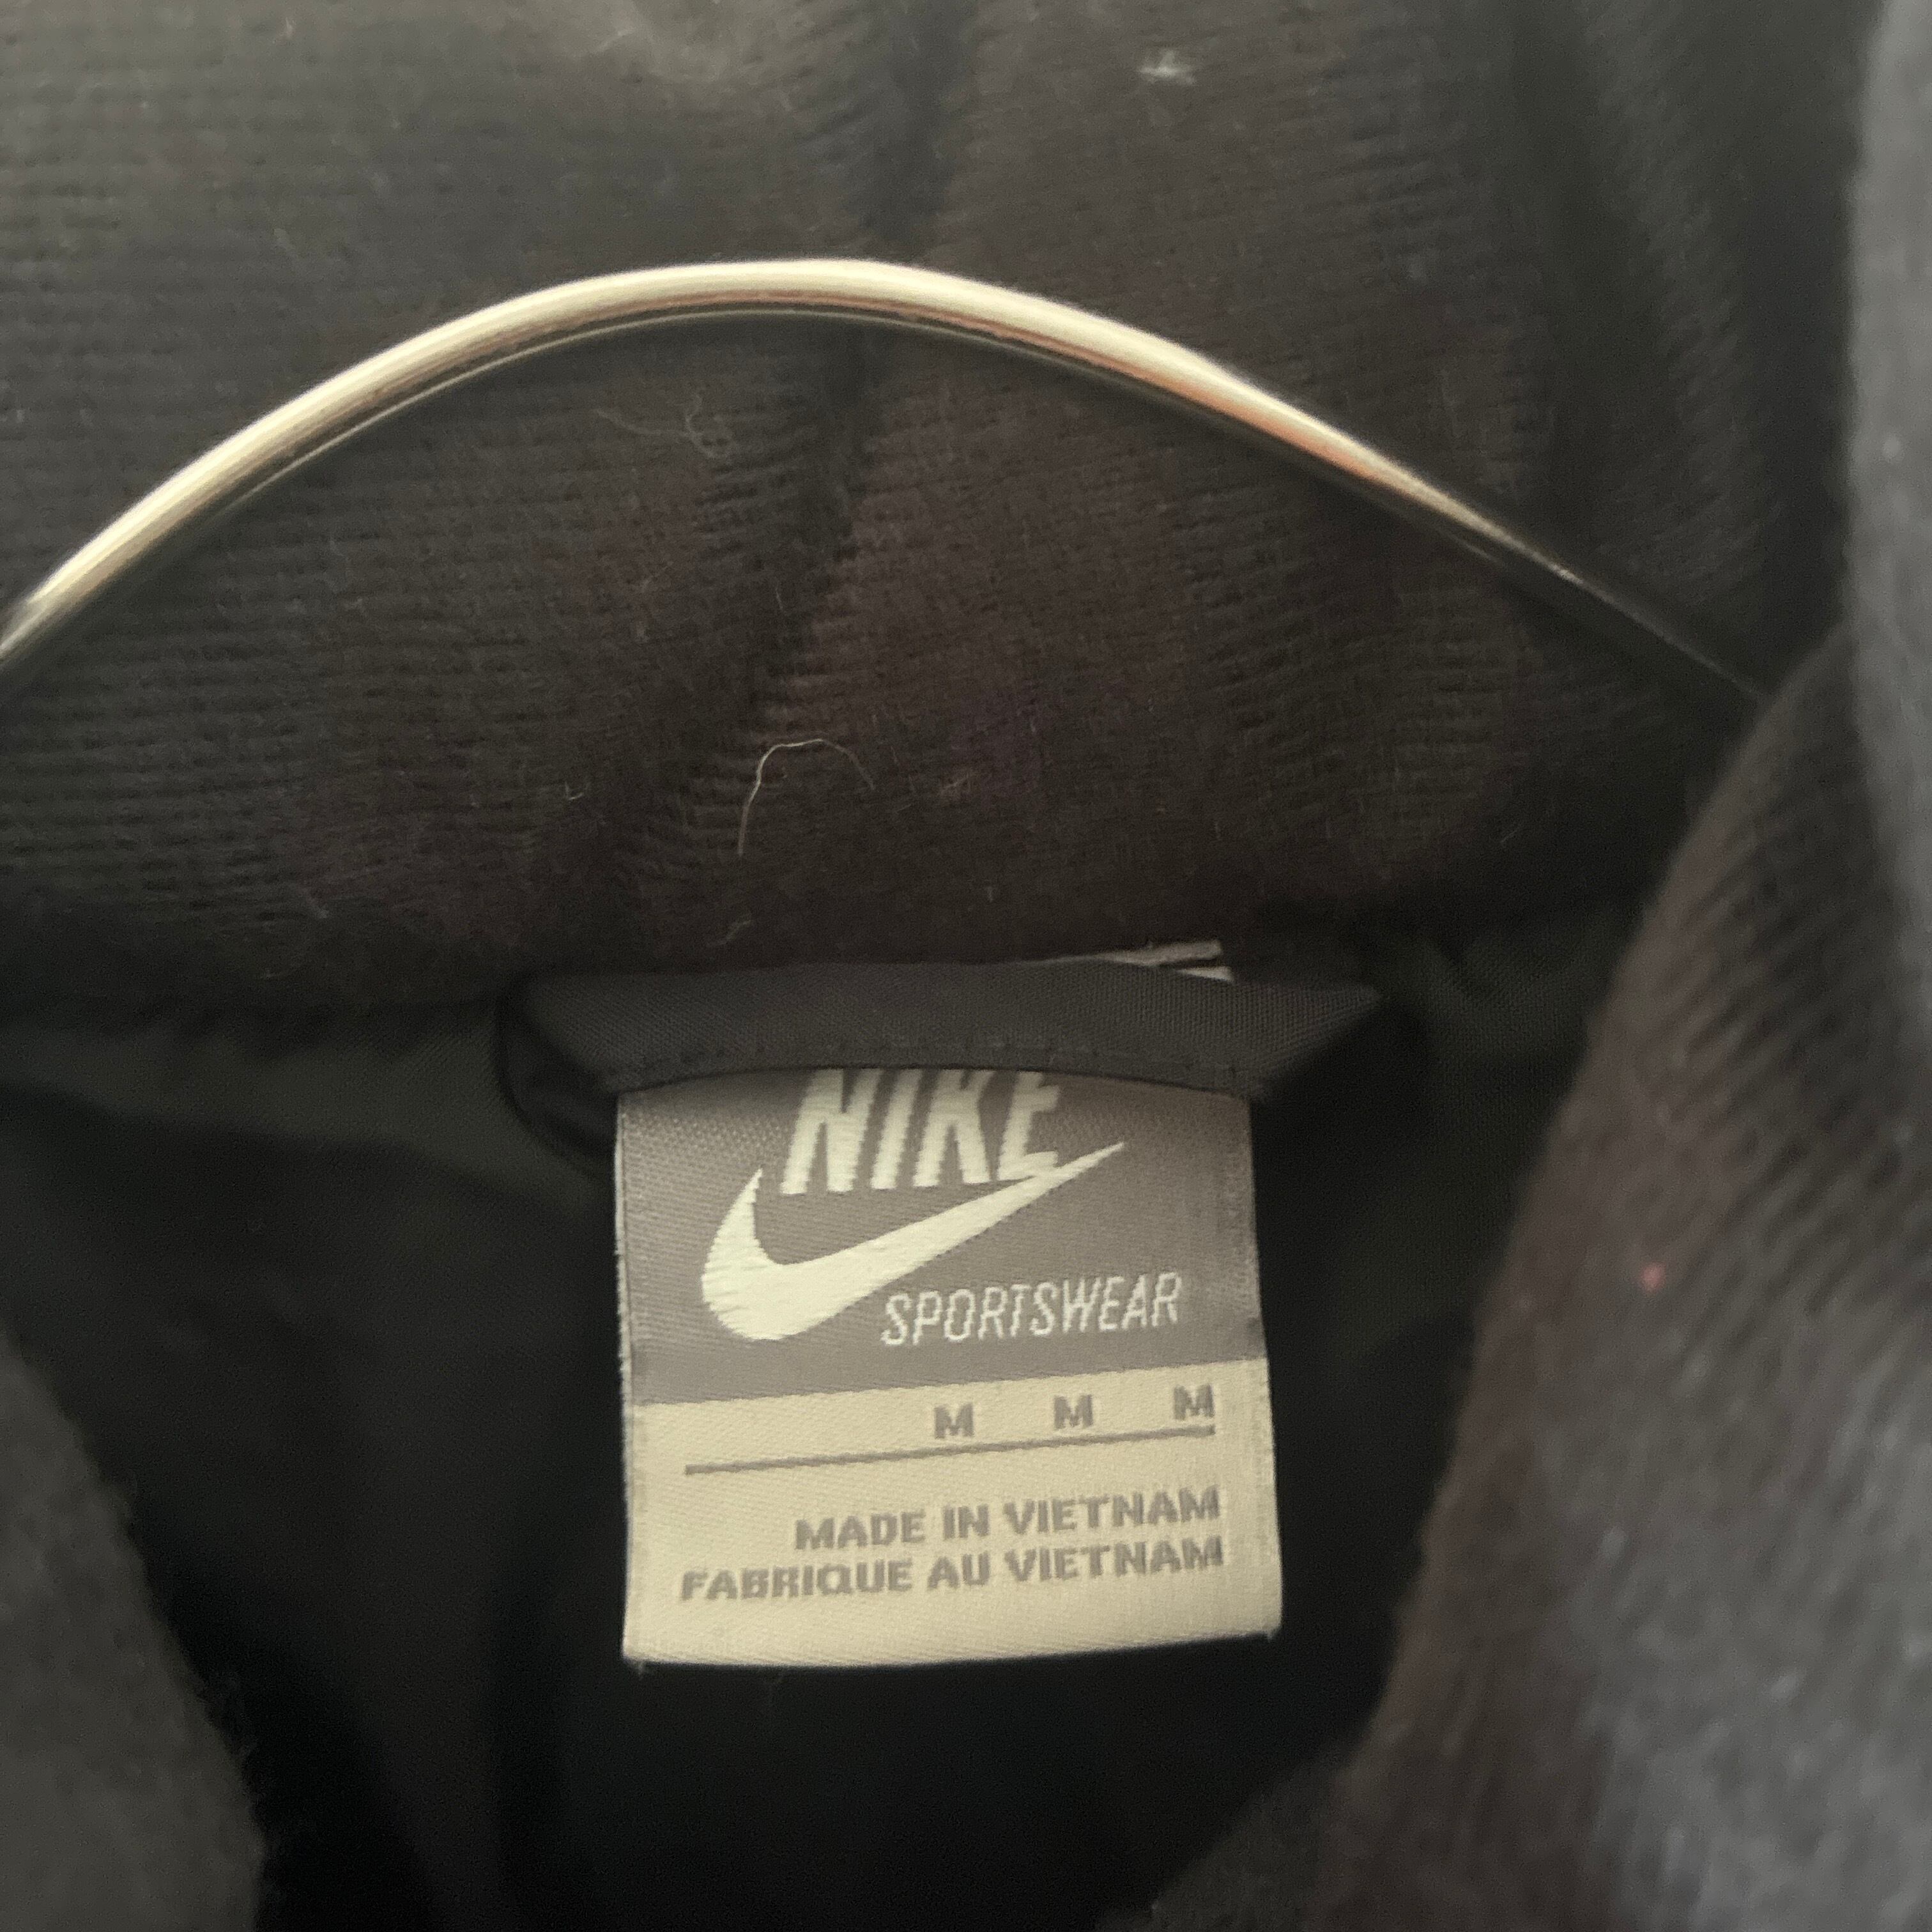 NIKE
SPORTSWEAR
M M M
MADE IN VIETNAM
FABRIQUE AU VIETNAM